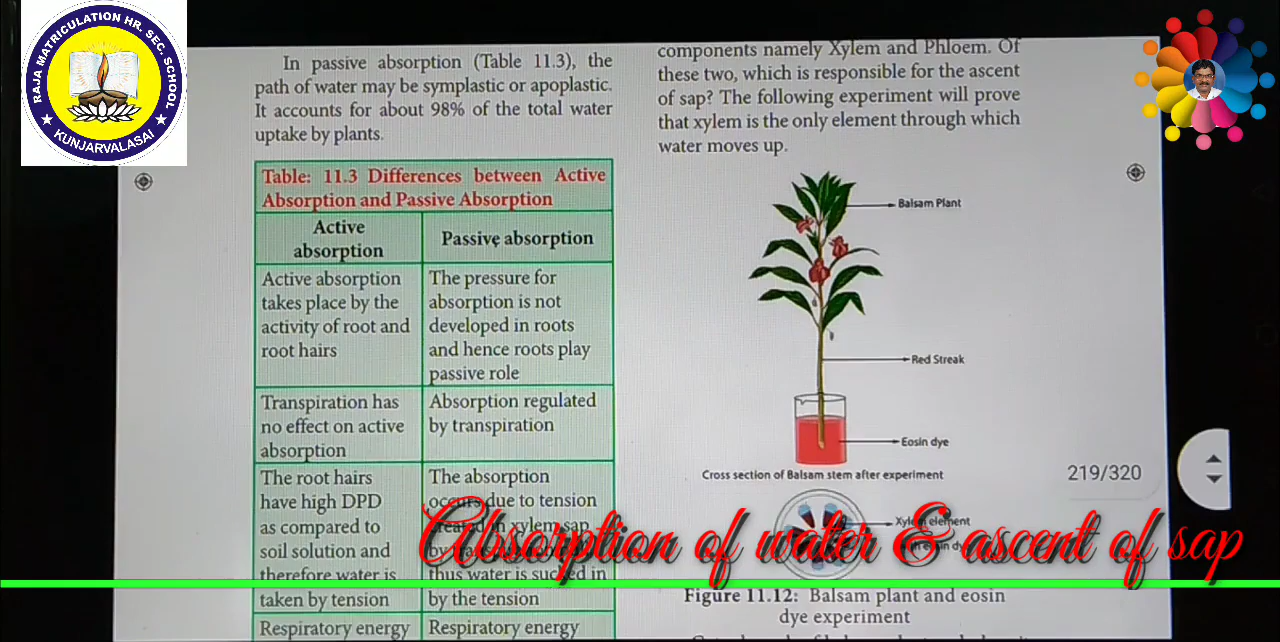 RAJA MATRICULATION HR. SEC. SCHOOL
KUNJARVALASAI
In passive absorption (Table 11.3), the
path of water may be symplastic or apoplastic.
It accounts for about 98% of the total water
uptake by plants.
Table: 11.3 Differences between Active
Absorption and Passive Absorption
Active
absorption
Passive absorption
Active absorption
takes place by the
activity of root and
root hairs
The pressure for
absorption is not
developed in roots
and hence roots play
passive role
Transpiration has
no effect on active
absorption
Absorption regulated
by transpiration
The root hairs
have high DPD
as compared to
soil solution and
therefore water is
taken by tension
The absorption
occurs due to tension
created in xylem sap
by
thus water is sucked in
by the tension
Respiratory energy
Respiratory energy
components namely Xylem and Phloem. Of
these two, which is responsible for the ascent
of sap? The following experiment will prove
that xylem is the only element through which
water moves up.
Balsam Plant
Red Streak
Eosin dye
Cross section of Balsam stem after experiment
Xylem element
Figure 11.12: Balsam plant and eosin
dye experiment
219/320
Absorption of water & ascent of sap